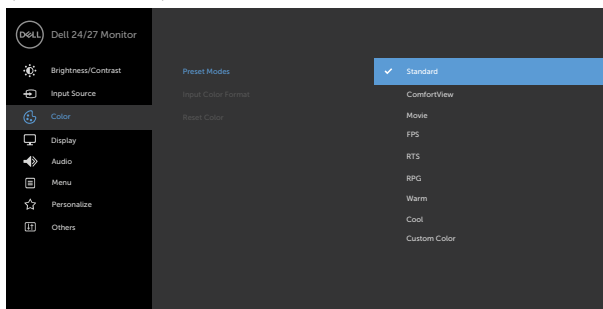 DELL
Dell 24/27 Monitor
Brightness/Contrast
Input Source
Color
Display
Audio
Menu
Personalize
Others
Preset Modes
Input Color Format
Reset Color
Standard
ComfortView
Movie
FPS
RTS
RPG
Warm
Cool
Custom Color